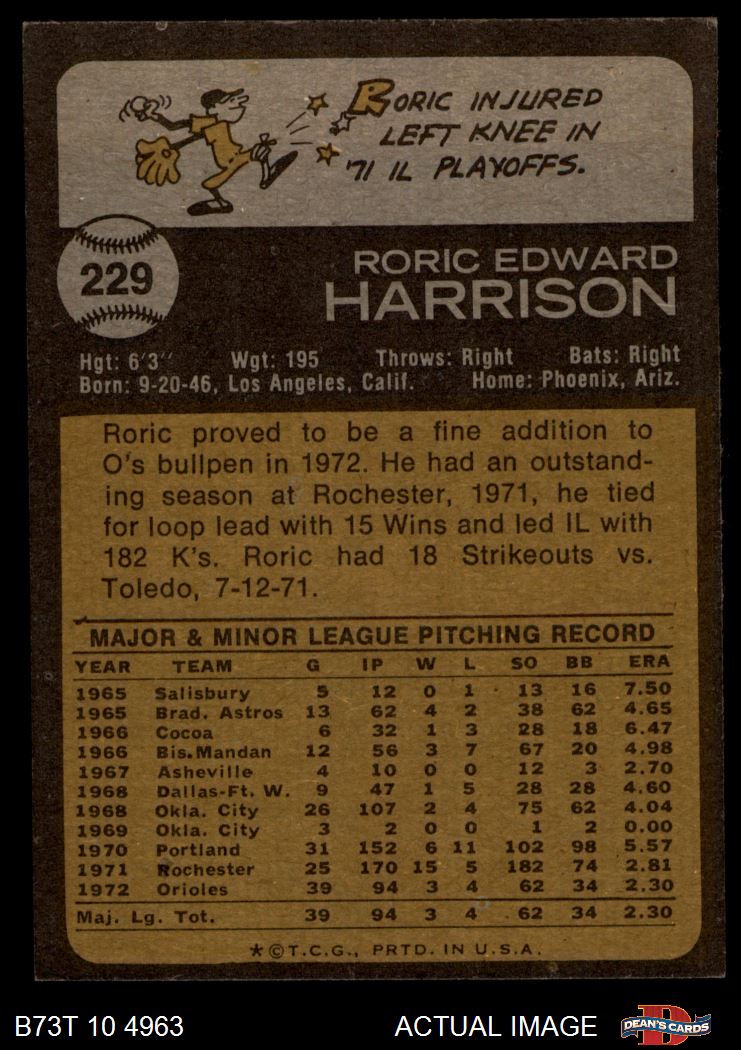 RORIC INJURED
LEFT KNEE IN
'71 IL PLAYOFFS.
229
RORIC EDWARD
HARRISON
Hgt: 6'3" Wgt: 195 Throws: Right Bats: Right
Born: 9-20-46, Los Angeles, Calif. Home: Phoenix, Ariz.
Roric proved to be a fine addition to
O's bullpen in 1972. He had an outstand-
ing season at Rochester, 1971, he tied
for loop lead with 15 Wins and led IL with
182 K's. Roric had 18 Strikeouts vs.
Toledo, 7-12-71.
MAJOR & MINOR LEAGUE PITCHING RECORD
YEAR TEAM G IP W L SO BB ERA
1965 Salisbury 5 12 0 1 13 16 7.50
1965 Brad. Astros 13 62 4 2 38 62 4.65
1966 Cocoa 6 32 1 3 28 18 6.47
1966 Bis.Mandan 12 56 3 7 67 20 4.98
1967 Asheville 4 10 0 0 12 3 2.70
1968 Dallas-Ft. W. 9 47 1 5 28 28 4.60
1968 Okla. City 26 107 2 4 75 62 4.04
1969 Okla. City 3 2 0 0 1 2 0.00
1970 Portland 31 152 6 11 102 98 5.57
1971 Rochester 25 170 15 5 182 74 2.81
1972 Orioles 39 94 3 4 62 34 2.30
Maj. Lg. Tot. 39 94 3 4 62 34 2.30
*©T.C.G., PRTD. IN U.S.A.
B73T 10 4963 ACTUAL IMAGE D DEAN'S CARDS